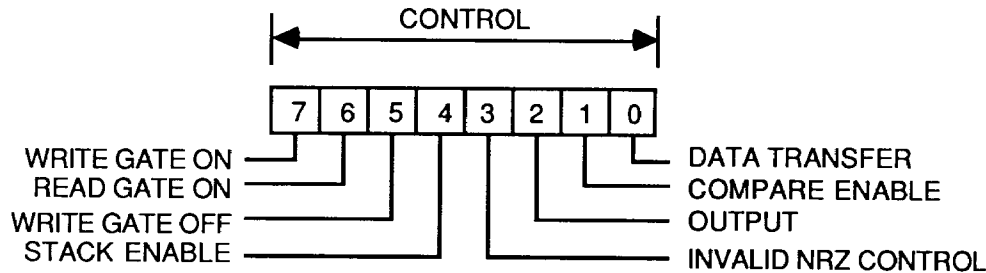 CONTROL
7 6 5 4 3 2 1 0
WRITE GATE ON
READ GATE ON
WRITE GATE OFF
STACK ENABLE
DATA TRANSFER
COMPARE ENABLE
OUTPUT
INVALID NRZ CONTROL